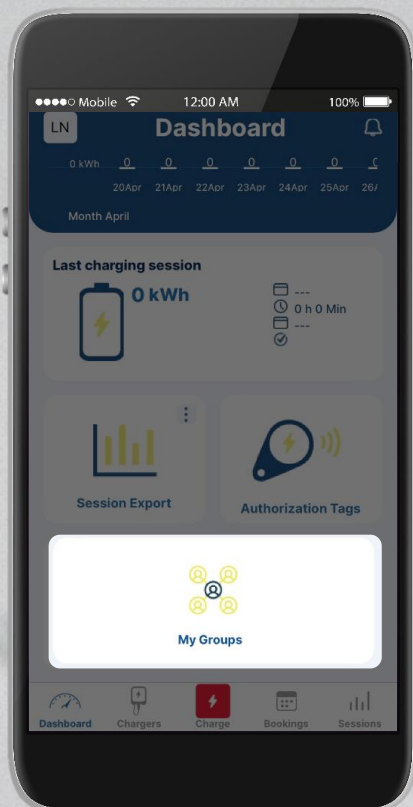 Mobile 12:00 AM 100%
LN Dashboard
0 kWh 0 0 0 0 0 0
20Apr 21Apr 22Apr 23Apr 24Apr 25Apr 26
Month April
Last charging session
0 kWh
---
0 h 0 Min
---
Session Export
Authorization Tags
My Groups
Dashboard Chargers Charge Bookings Sessions